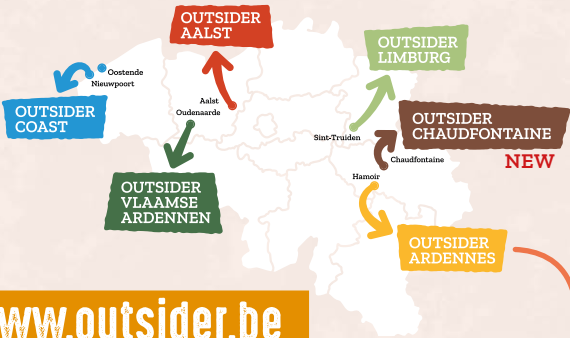 OUTSIDER
AALST
OUTSIDER
LIMBURG
Oostende
Nieuwpoort
OUTSIDER
COAST
Aalst
Oudenaarde
Sint-Truiden
OUTSIDER
CHAUDFONTAINE
NEW
Chaudfontaine
Hamoir
OUTSIDER
VLAAMSE
ARDENNEN
OUTSIDER
ARDENNES
ww.outsider.be